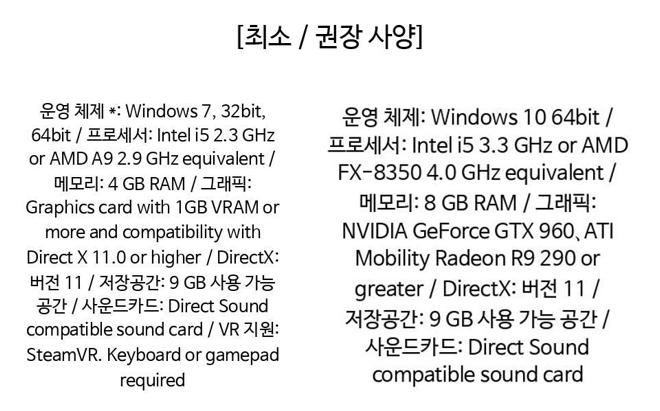 [최소 / 권장 사양]
운영 체제 *: Windows 7, 32bit,
64bit / 프로세서: Intel i5 2.3 GHz
or AMD A9 2.9 GHz equivalent /
메모리: 4 GB RAM / 그래픽:
Graphics card with 1GB VRAM or
more and compatibility with
Direct X 11.0 or higher / DirectX:
버전 11 / 저장공간: 9 GB 사용 가능
공간 / 사운드카드: Direct Sound
compatible sound card / VR 지원:
SteamVR. Keyboard or gamepad
required
운영 체제: Windows 10 64bit /
프로세서: Intel i5 3.3 GHz or AMD
FX-8350 4.0 GHz equivalent /
메모리: 8 GB RAM / 그래픽:
NVIDIA GeForce GTX 960、ATI
Mobility Radeon R9 290 or
greater / DirectX: 버전 11 /
저장공간: 9 GB 사용 가능 공간 /
사운드카드: Direct Sound
compatible sound card